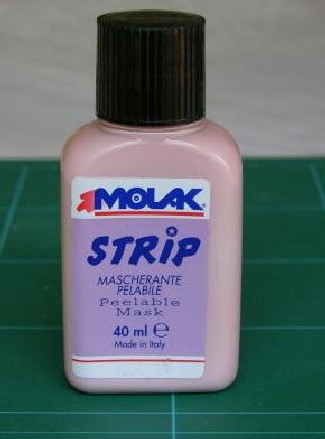 MOLAK
STRIP
MASCHERANTE
PELABILE
Peelable
Mask
40 ml ℮
Made in Italy